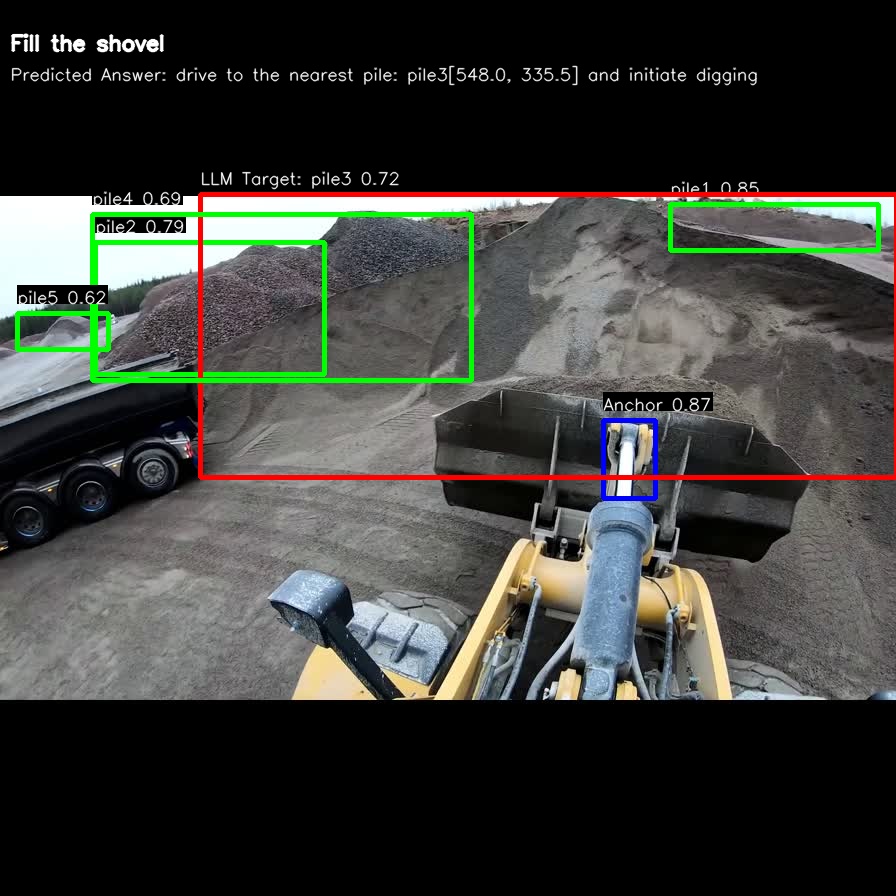 Fill the shovel
Predicted Answer: drive to the nearest pile: pile3[548.0, 335.5] and initiate digging
LLM Target: pile3 0.72
pile1 0.85
pile4 0.69
pile2 0.79
pile5 0.62
Anchor 0.87